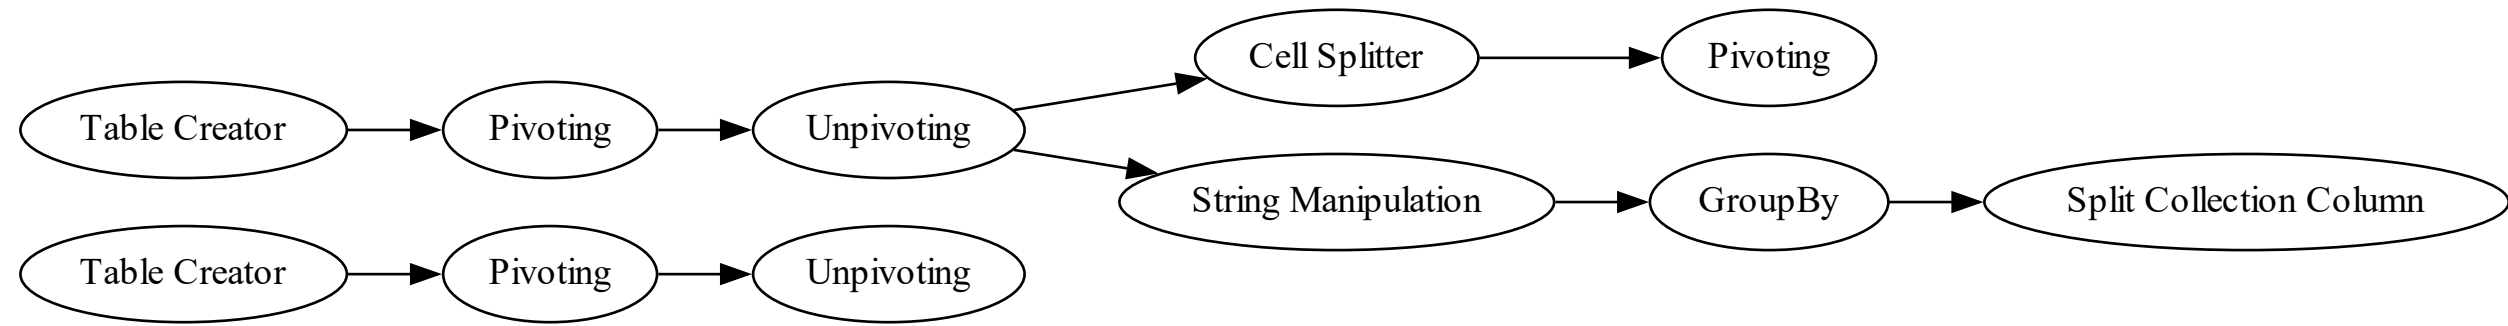 Cell Splitter
Pivoting
Table Creator
Pivoting
Unpivoting
String Manipulation
GroupBy
Split Collection Column
Table Creator
Pivoting
Unpivoting